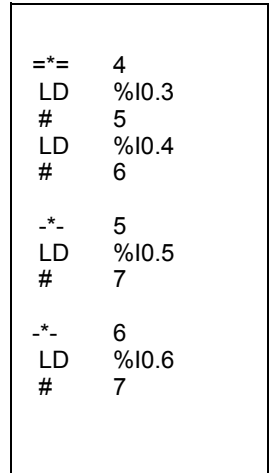 =*= 4
LD %I0.3
# 5
LD %I0.4
# 6
-*- 5
LD %I0.5
# 7
-*- 6
LD %I0.6
# 7